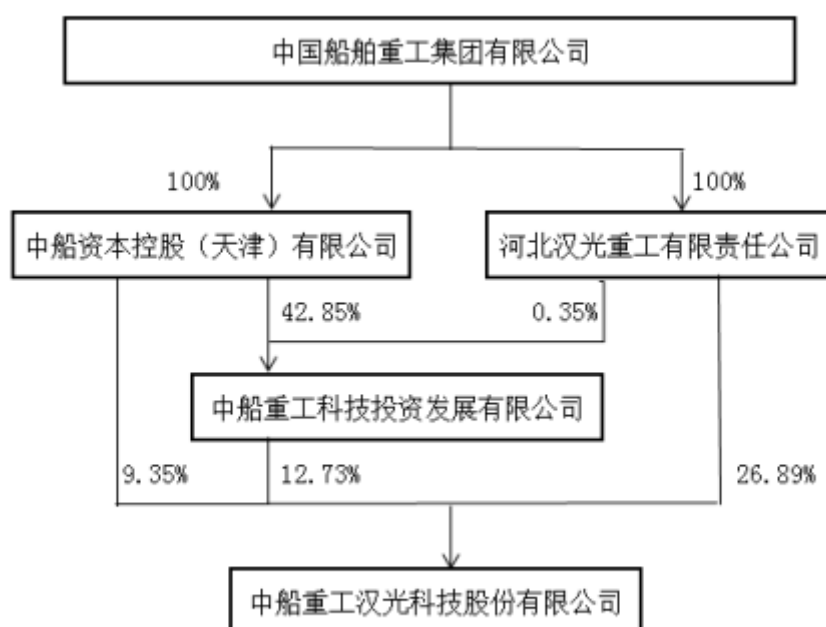 中国船舶重工集团有限公司
100%
100%
中船资本控股（天津）有限公司
河北汉光重工有限责任公司
42.85%
0.35%
中船重工科技投资发展有限公司
9.35%
12.73%
26.89%
中船重工汉光科技股份有限公司